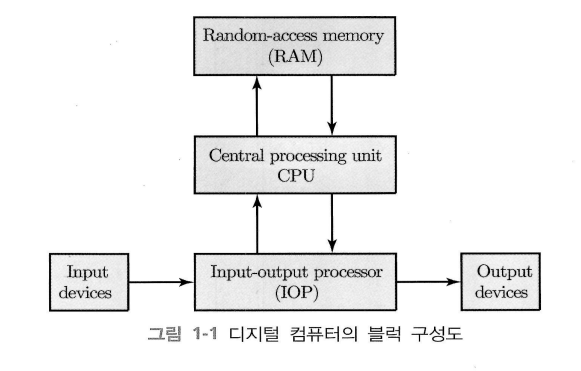 Random-access memory
(RAM)
Central processing unit
CPU
Input
devices
Input-output processor
(IOP)
Output
devices
그림 1-1 디지털 컴퓨터의 블럭 구성도